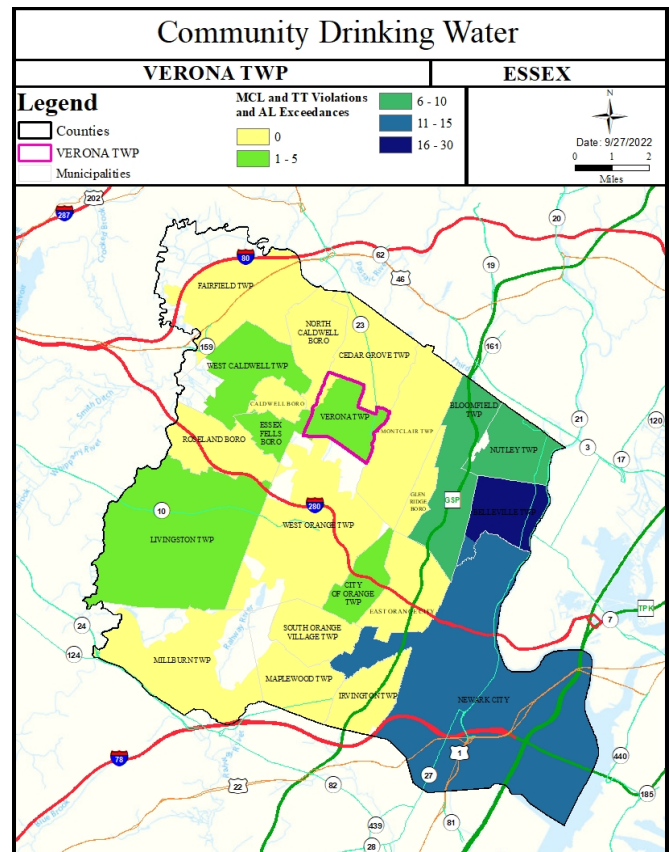 Community Drinking Water
VERONA TWP
ESSEX
Legend
Counties
VERONA TWP
Municipalities
MCL and TT Violations
and AL Exceedances
0
1 - 5
6 - 10
11 - 15
16 - 30
N
Date: 9/27/2022
0 1 2
Miles
202
287
20
62
80
46
19
FAIRFIELD TWP
NORTH
CALDWELL
BORO
23
159
161
CEDAR GROVE TWP
WEST CALDWELL TWP
CALDWELL BORO
BLOOMFIELD
TWP
VERONA TWP
21
120
ESSEX
FELLS
BORO
MONTCLAIR TWP
ROSELAND BORO
NUTLEY TWP
3
17
Whippany River
GLEN
RIDGE
BORO
GSP
10
280
BELLEVILLE TWP
WEST ORANGE TWP
LIVINGSTON TWP
CITY
OF ORANGE
TWP
EAST ORANGE CITY
TPK
7
24
SOUTH ORANGE
VILLAGE TWP
124
MILLBURN TWP
MAPLEWOOD TWP
IRVINGTON TWP
NEWARK CITY
78
1
440
22
82
27
185
Blue Brook
439
81
28